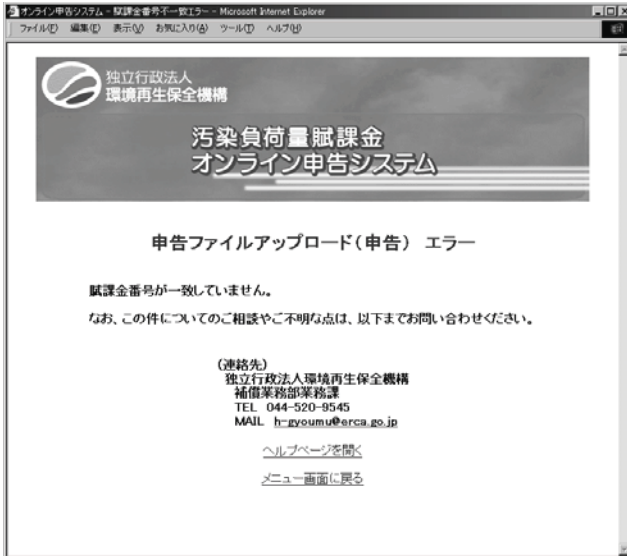 オンライン申告システム - 賦課金番号不一致エラー - Microsoft Internet Explorer
ファイル(F) 編集(E) 表示(V) お気に入り(A) ツール(T) ヘルプ(H)
独立行政法人
環境再生保全機構
汚染負荷量賦課金
オンライン申告システム
申告ファイルアップロード(申告) エラー
賦課金番号が一致していません。
なお、この件についてのご相談やご不明な点は、以下までお問い合わせください。
(連絡先)
独立行政法人環境再生保全機構
補償業務部業務課
TEL 044-520-9545
MAIL h-gyoumu@erca.go.jp
ヘルプページを開く
メニュー画面に戻る